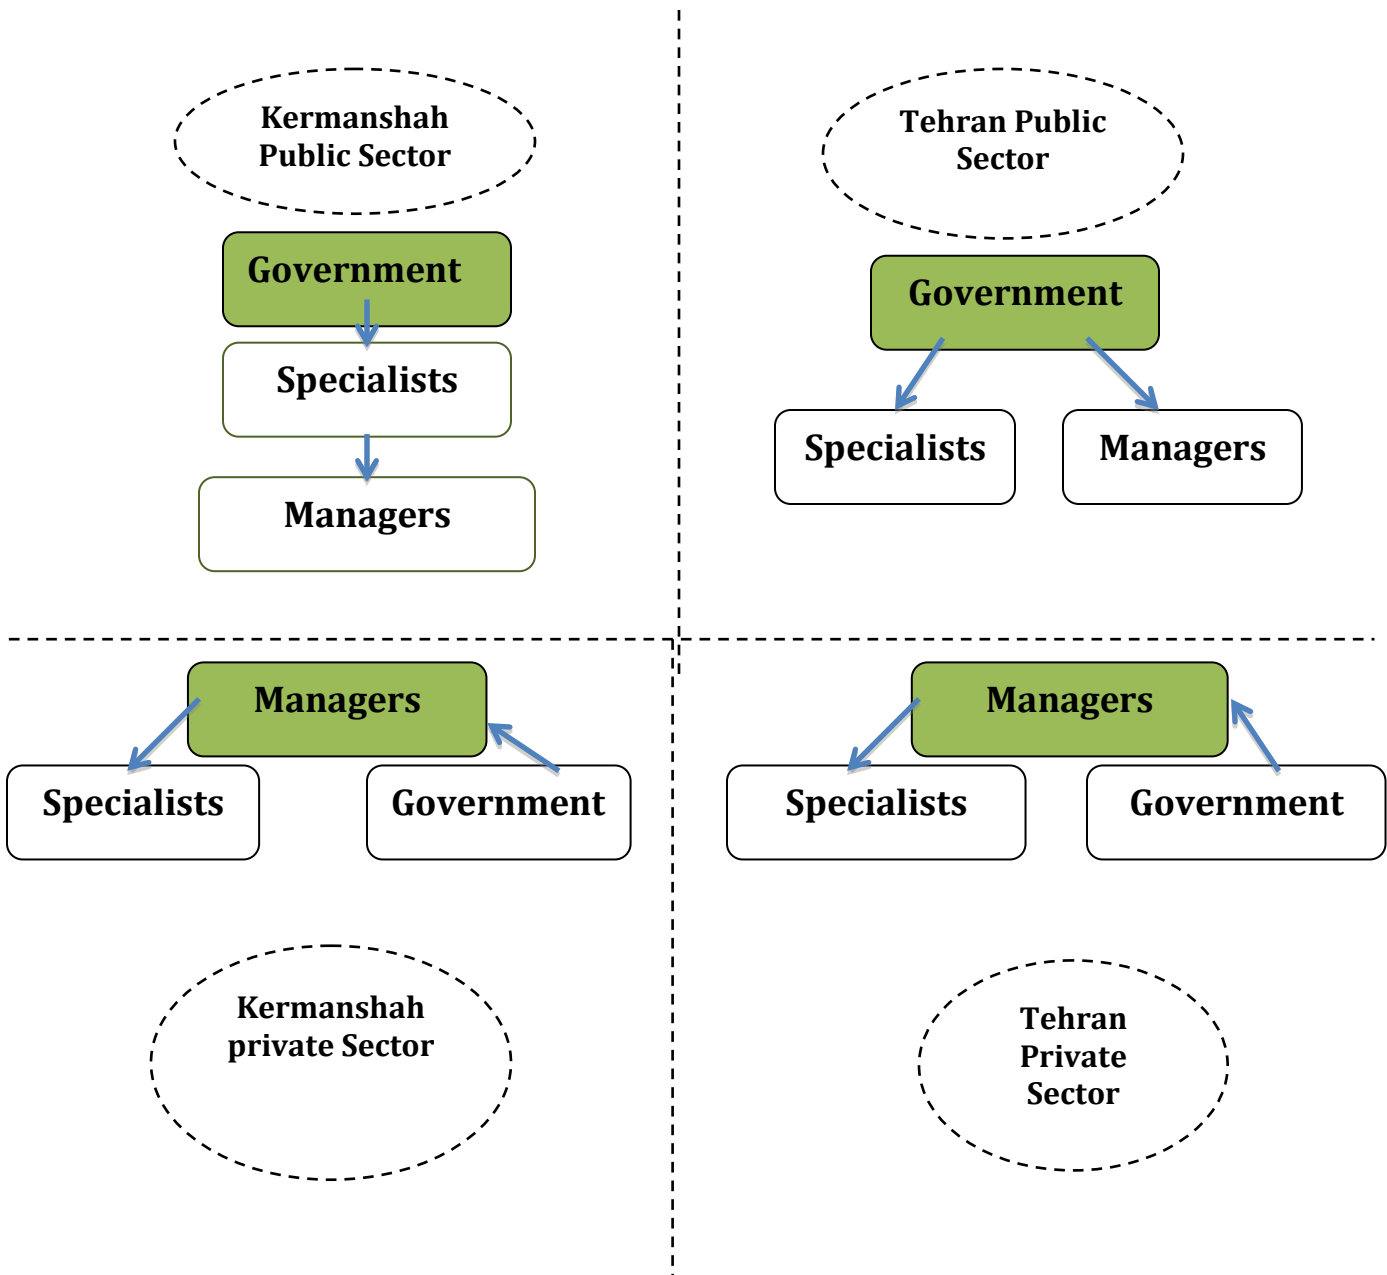 Kermanshah
Public Sector
Government
Specialists
Managers
Tehran Public
Sector
Government
Specialists
Managers
Managers
Specialists
Government
Kermanshah
private Sector
Managers
Specialists
Government
Tehran
Private
Sector